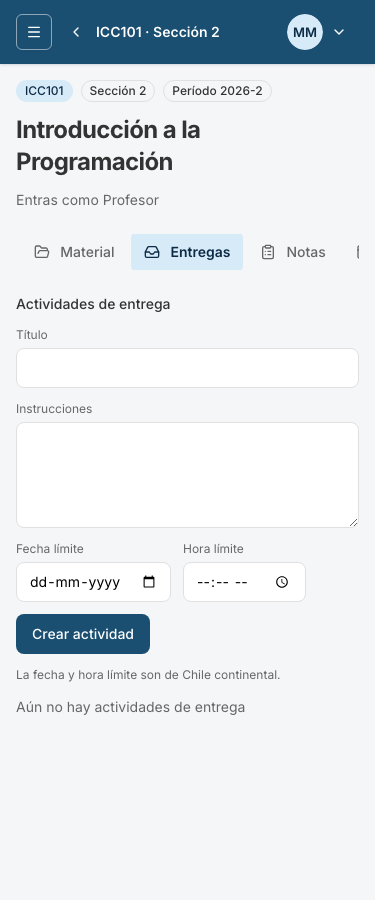 ICC101 · Sección 2
MM
ICC101
Sección 2
Período 2026-2
Introducción a la
Programación
Entras como Profesor
Material
Entregas
Notas
Actividades de entrega
Título
Instrucciones
Fecha límite
Hora límite
dd-mm-yyyy
--:-- --
Crear actividad
La fecha y hora límite son de Chile continental.
Aún no hay actividades de entrega